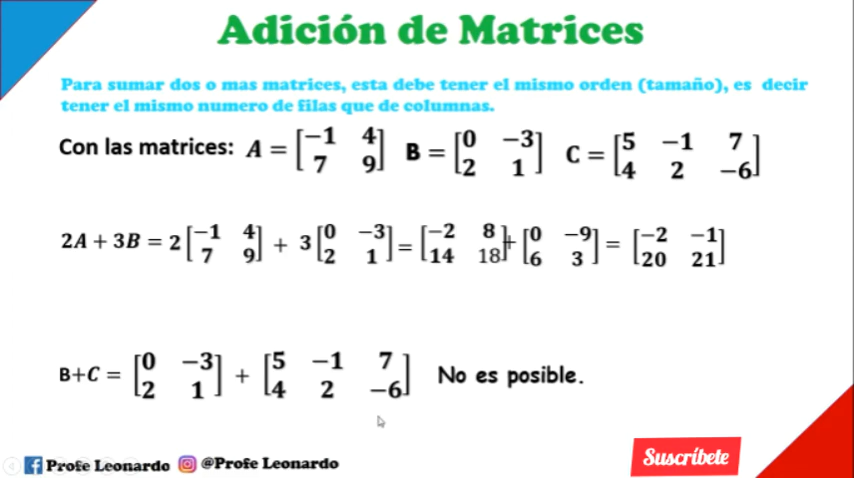 Adición de Matrices
Para sumar dos o mas matrices, esta debe tener el mismo orden (tamaño), es decir
tener el mismo numero de filas que de columnas.
Con las matrices: A = [−1 4; 7 9] B = [0 −3; 2 1] C = [5 −1 7; 4 2 −6]
2A + 3B = 2 [−1 4; 7 9] + 3 [0 −3; 2 1] = [−2 8; 14 18] + [0 −9; 6 3] = [−2 −1; 20 21]
B+C = [0 −3; 2 1] + [5 −1 7; 4 2 −6] No es posible.
Profe Leonardo @Profe Leonardo
Suscríbete